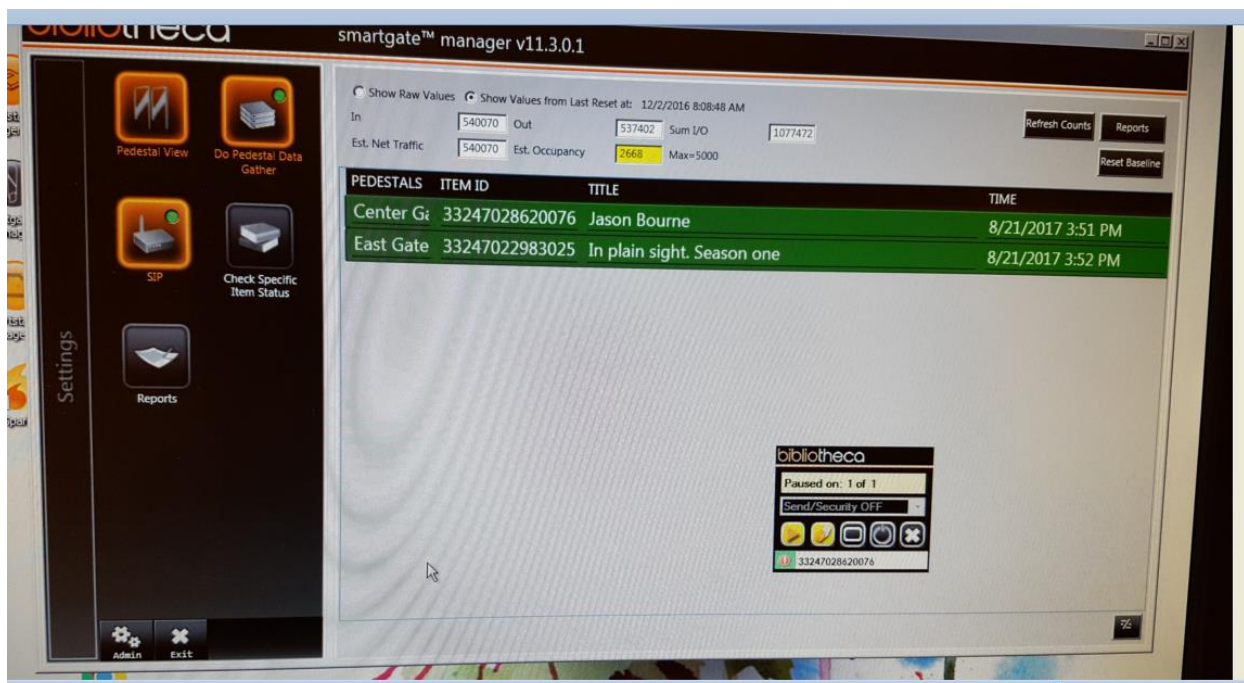 bibliotheca
smartgate™ manager v11.3.0.1
Show Raw Values Show Values from Last Reset at: 12/2/2016 8:08:48 AM
In 540070 Out 537402 Sum I/O 1077472
Est. Net Traffic 540070 Est. Occupancy 2668 Max=5000
Refresh Counts Reports
Reset Baseline
Pedestal View
Do Pedestal Data
Gather
SIP
Check Specific
Item Status
Reports
Settings
Admin Exit
PEDESTALS ITEM ID TITLE TIME
Center Ga 33247028620076 Jason Bourne 8/21/2017 3:51 PM
East Gate 33247022983025 In plain sight. Season one 8/21/2017 3:52 PM
bibliotheca
Paused on: 1 of 1
Send/Security OFF
33247028620076